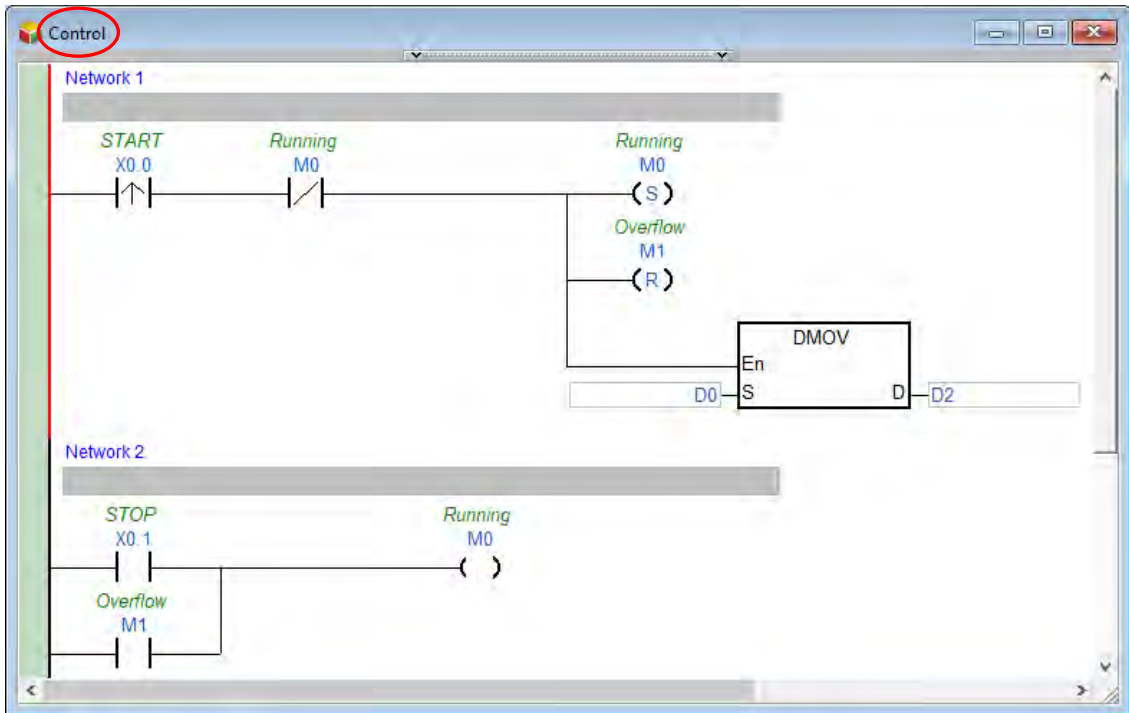 Control
Network 1
START Running Running
X0.0 M0 M0
S
Overflow
M1
R
DMOV
En
D0 S D D2
Network 2
STOP Running
X0.1 M0
Overflow
M1